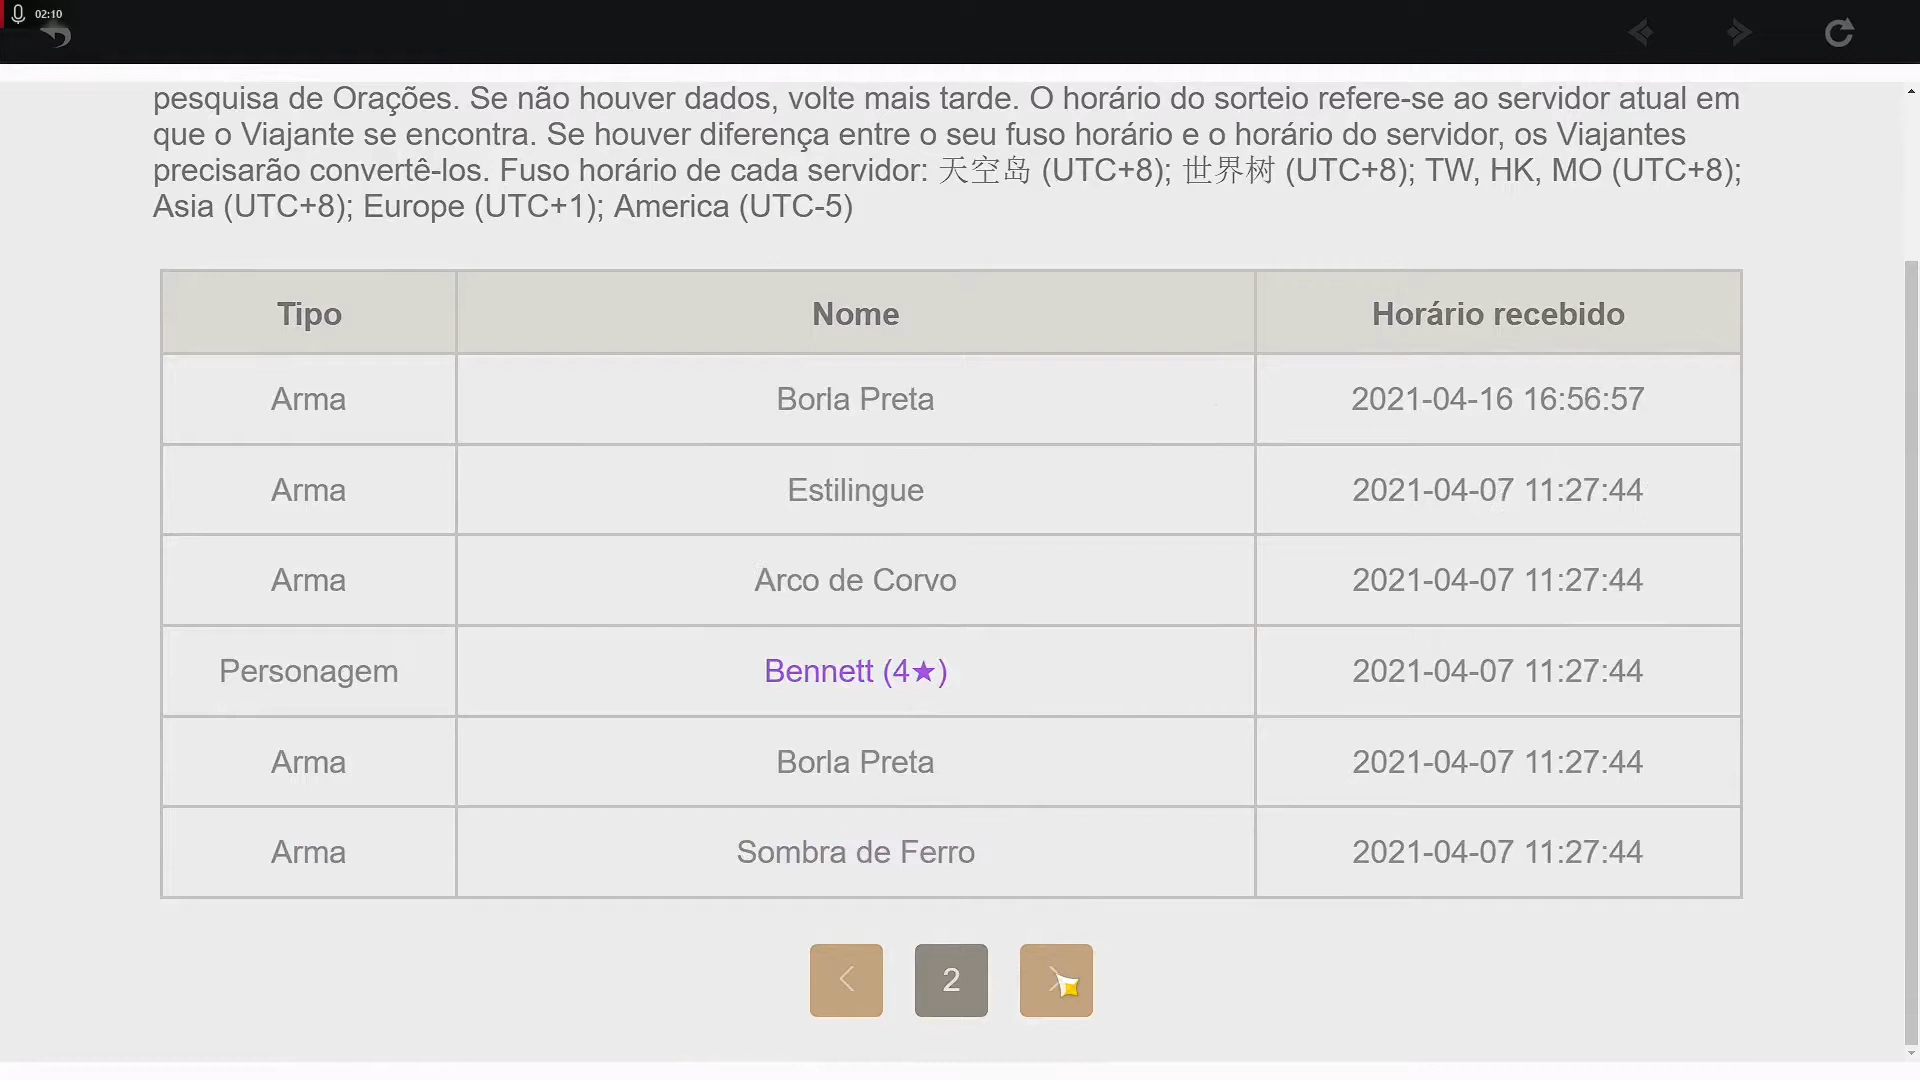 02:10
pesquisa de Orações. Se não houver dados, volte mais tarde. O horário do sorteio refere-se ao servidor atual em
que o Viajante se encontra. Se houver diferença entre o seu fuso horário e o horário do servidor, os Viajantes
precisarão convertê-los. Fuso horário de cada servidor: 天空岛 (UTC+8); 世界树 (UTC+8); TW, HK, MO (UTC+8);
Asia (UTC+8); Europe (UTC+1); America (UTC-5)
Tipo Nome Horário recebido
Arma Borla Preta 2021-04-16 16:56:57
Arma Estilingue 2021-04-07 11:27:44
Arma Arco de Corvo 2021-04-07 11:27:44
Personagem Bennett (4★) 2021-04-07 11:27:44
Arma Borla Preta 2021-04-07 11:27:44
Arma Sombra de Ferro 2021-04-07 11:27:44
2